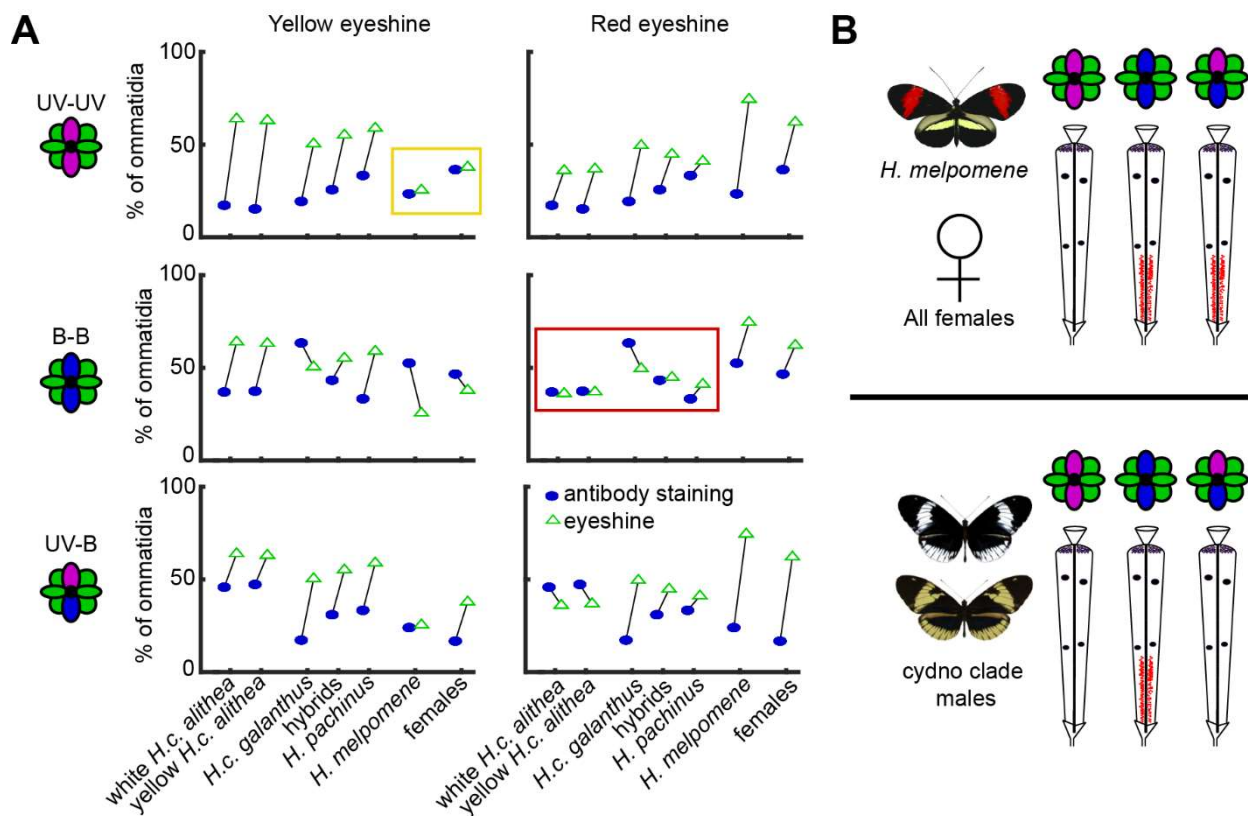 A
Yellow eyeshine
Red eyeshine
B
UV-UV
% of ommatidia
100
50
0
H. melpomene
All females
B-B
% of ommatidia
100
50
0
UV-B
% of ommatidia
100
50
0
antibody staining
eyeshine
cydno clade
males
white H.c. alithea
yellow H.c. alithea
H.c. galanthus
hybrids
H. pachinus
H. melpomene
females
white H.c. alithea
yellow H.c. alithea
H.c. galanthus
hybrids
H. pachinus
H. melpomene
females